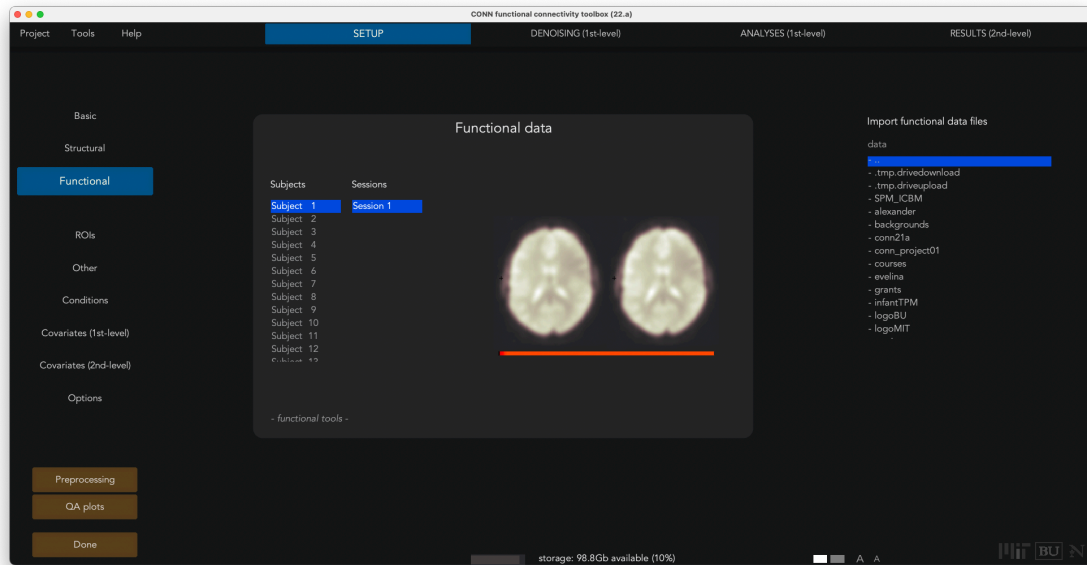 CONN functional connectivity toolbox (22.a)
Project Tools Help SETUP DENOISING (1st-level) ANALYSES (1st-level) RESULTS (2nd-level)
Basic
Structural
Functional
ROIs
Other
Conditions
Covariates (1st-level)
Covariates (2nd-level)
Options
Preprocessing
QA plots
Done
Functional data
Subjects Sessions
Subject 1 Session 1
Subject 2
Subject 3
Subject 4
Subject 5
Subject 6
Subject 7
Subject 8
Subject 9
Subject 10
Subject 11
Subject 12
Subject 13
- functional tools -
Import functional data files
data
- ..
- .tmp.drivedownload
- .tmp.driveupload
- SPM_ICBM
- alexander
- backgrounds
- conn21a
- conn_project01
- courses
- evelina
- grants
- infantTPM
- logoBU
- logoMIT
storage: 98.8Gb available (10%)
A A
MIT BU N